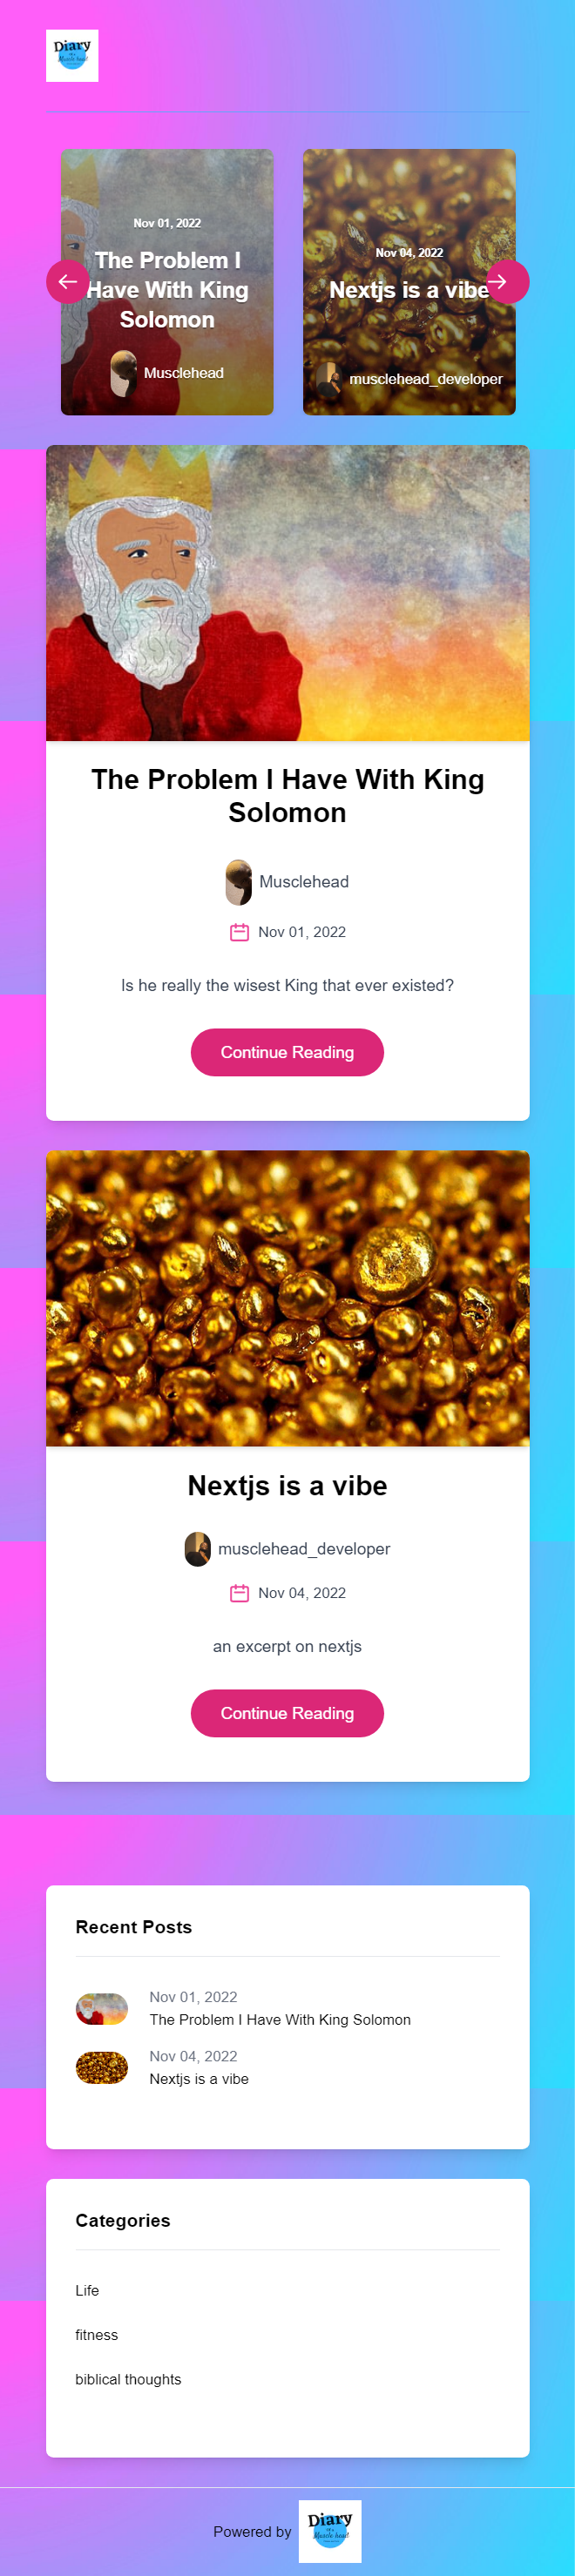 Diary
of a
Muscle head
Nov 01, 2022
The Problem I
Have With King
Solomon
Musclehead
Nov 04, 2022
Nextjs is a vibe
musclehead_developer
The Problem I Have With King
Solomon
Musclehead
Nov 01, 2022
Is he really the wisest King that ever existed?
Continue Reading
Nextjs is a vibe
musclehead_developer
Nov 04, 2022
an excerpt on nextjs
Continue Reading
Recent Posts
Nov 01, 2022
The Problem I Have With King Solomon
Nov 04, 2022
Nextjs is a vibe
Categories
Life
fitness
biblical thoughts
Powered by
Diary
of a
Muscle head